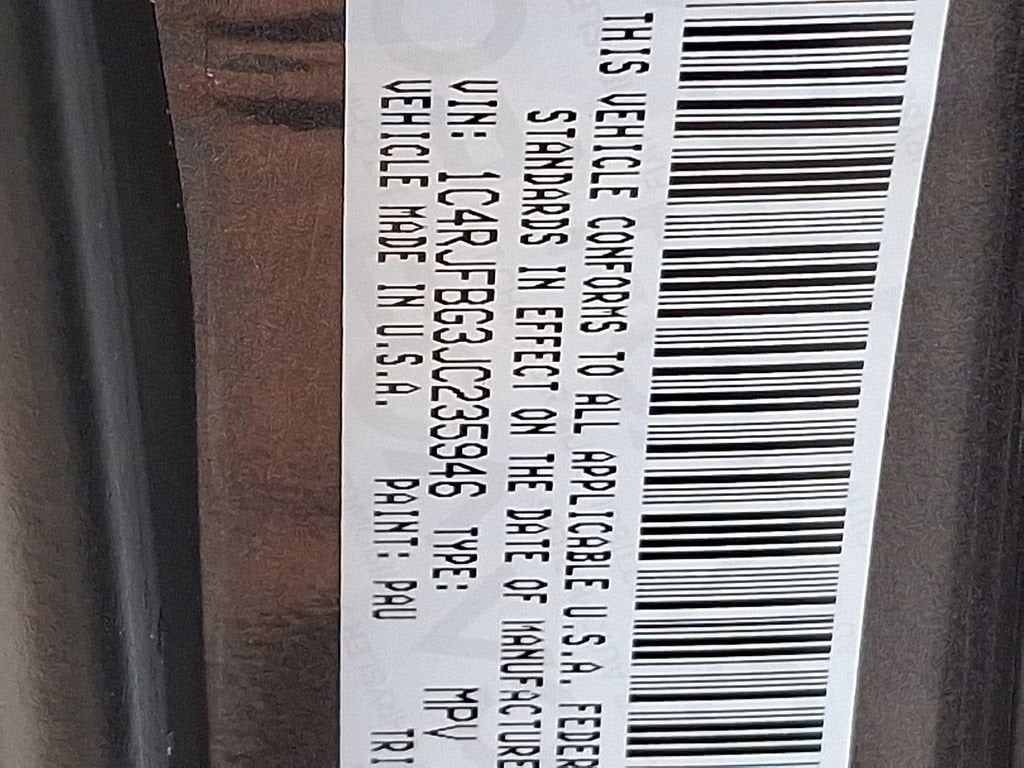 THIS VEHICLE CONFORMS TO ALL APPLICABLE U.S.A. FEDER
STANDARDS IN EFFECT ON THE DATE OF MANUFACTURE
VIN: 1C4RJFBG3JC235946 TYPE: MPV
VEHICLE MADE IN U.S.A. PAINT: PAU TRI